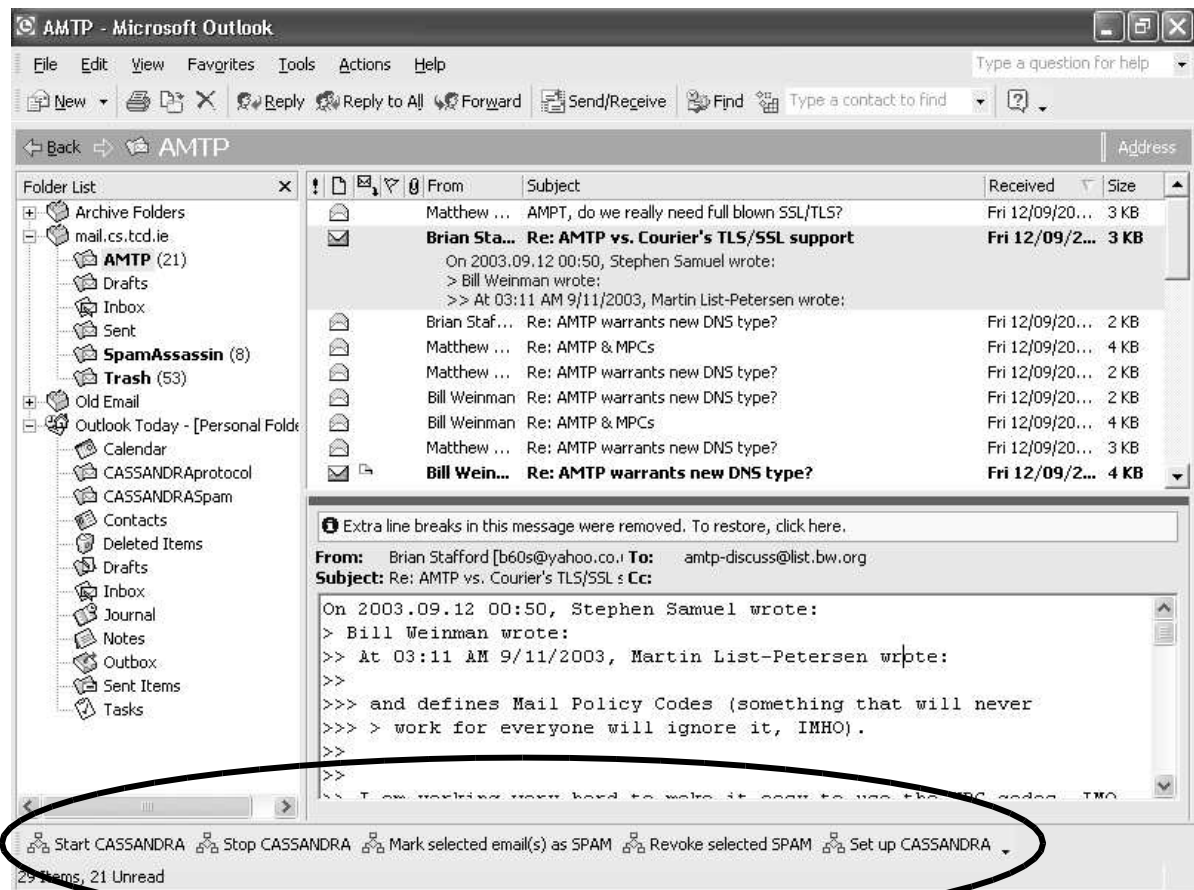 AMTP - Microsoft Outlook
File Edit View Favorites Tools Actions Help
Type a question for help
New Reply Reply to All Forward Send/Receive Find Type a contact to find
Back AMTP
Address
Folder List
Archive Folders
mail.cs.tcd.ie
AMTP (21)
Drafts
Inbox
Sent
SpamAssassin (8)
Trash (53)
Old Email
Outlook Today - [Personal Folde
Calendar
CASSANDRAprotocol
CASSANDRASpam
Contacts
Deleted Items
Drafts
Inbox
Journal
Notes
Outbox
Sent Items
Tasks
! From Subject Received Size
Matthew ... AMPT, do we really need full blown SSL/TLS? Fri 12/09/20... 3 KB
Brian Sta... Re: AMTP vs. Courier's TLS/SSL support Fri 12/09/2... 3 KB
On 2003.09.12 00:50, Stephen Samuel wrote:
> Bill Weinman wrote:
>> At 03:11 AM 9/11/2003, Martin List-Petersen wrote:
Brian Staf... Re: AMTP warrants new DNS type? Fri 12/09/20... 2 KB
Matthew ... Re: AMTP & MPCs Fri 12/09/20... 4 KB
Matthew ... Re: AMTP warrants new DNS type? Fri 12/09/20... 2 KB
Bill Weinman Re: AMTP warrants new DNS type? Fri 12/09/20... 2 KB
Bill Weinman Re: AMTP & MPCs Fri 12/09/20... 4 KB
Matthew ... Re: AMTP warrants new DNS type? Fri 12/09/20... 3 KB
Bill Wein... Re: AMTP warrants new DNS type? Fri 12/09/2... 4 KB
Extra line breaks in this message were removed. To restore, click here.
From: Brian Stafford [b60s@yahoo.co. To: amtp-discuss@list.bw.org
Subject: Re: AMTP vs. Courier's TLS/SSL s Cc:
On 2003.09.12 00:50, Stephen Samuel wrote:
> Bill Weinman wrote:
>> At 03:11 AM 9/11/2003, Martin List-Petersen wrote:
>>
>>> and defines Mail Policy Codes (something that will never
>>> > work for everyone will ignore it, IMHO).
>>
>>
>> I am working very hard to make it easy to use the MPC codes. IMO
Start CASSANDRA Stop CASSANDRA Mark selected email(s) as SPAM Revoke selected SPAM Set up CASSANDRA
29 Items, 21 Unread